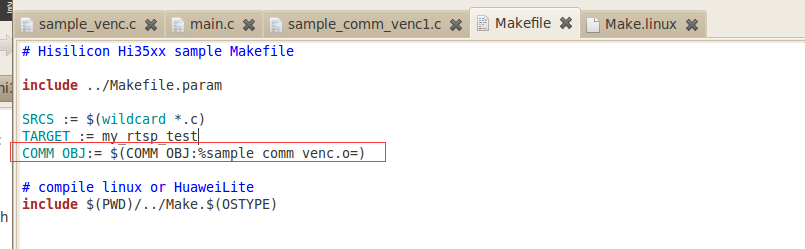 sample_venc.c main.c sample_comm_venc1.c Makefile Make.linux
# Hisilicon Hi35xx sample Makefile
include ../Makefile.param
SRCS := $(wildcard *.c)
TARGET := my_rtsp_test
COMM_OBJ:= $(COMM_OBJ:%sample_comm_venc.o=)
# compile linux or HuaweiLite
include $(PWD)/../Make.$(OSTYPE)